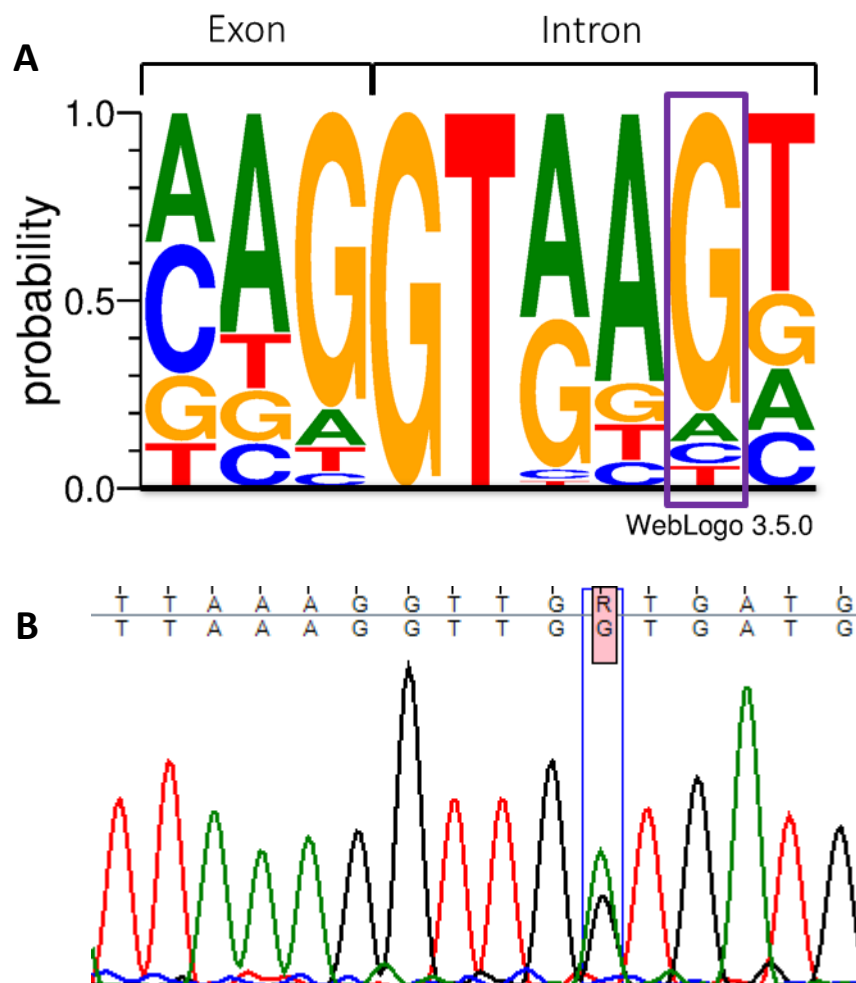 A
Exon Intron
probability
1.0
0.5
0.0
A A G G T A A G T
C T A G G A G
G G T C T C A
T C C T C T C
WebLogo 3.5.0
B
T T A A A G G T T G R T G A T G
T T A A A G G T T G G T G A T G